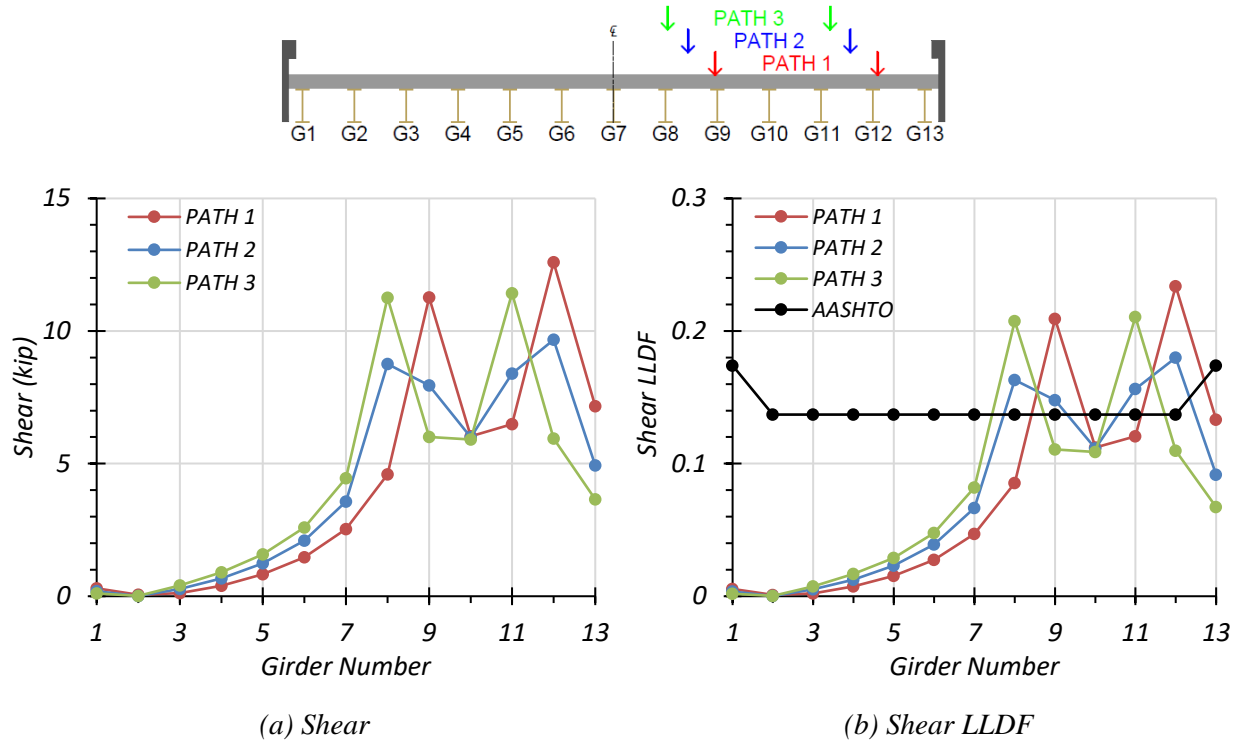 PATH 3
℄
PATH 2
PATH 1
G1 G2 G3 G4 G5 G6 G7 G8 G9 G10 G11 G12 G13
15
10
5
0
Shear (kip)
PATH 1
PATH 2
PATH 3
1 3 5 7 9 11 13
Girder Number
(a) Shear
0.3
0.2
0.1
0
Shear LLDF
PATH 1
PATH 2
PATH 3
AASHTO
1 3 5 7 9 11 13
Girder Number
(b) Shear LLDF